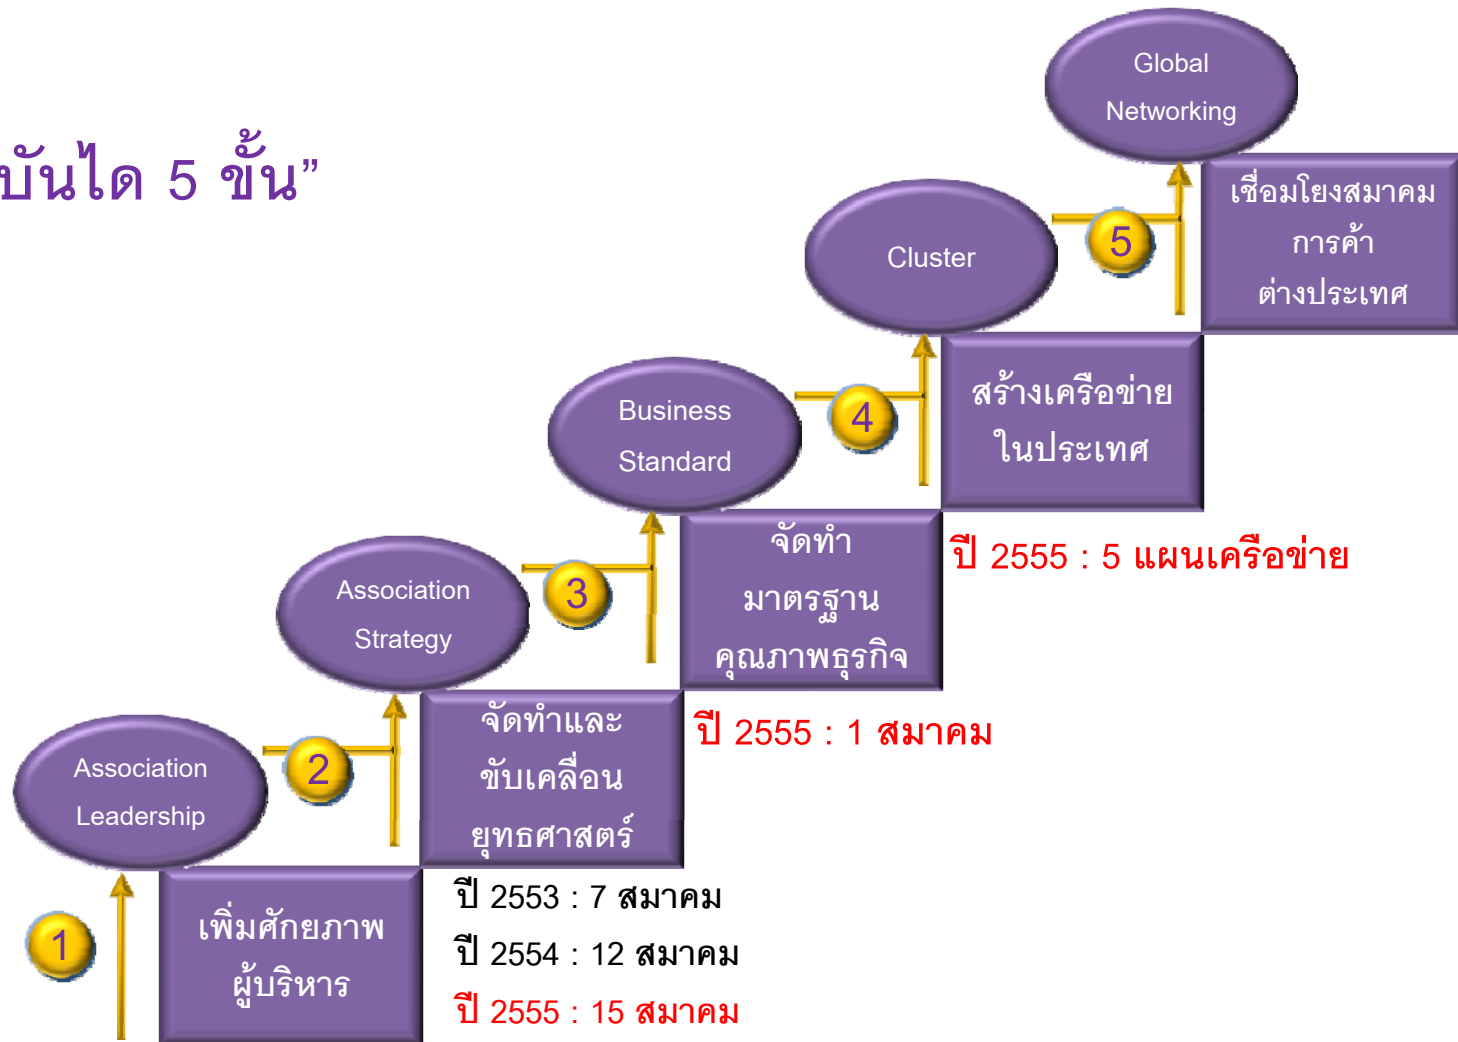 บันได 5 ขั้น”
Global
Networking
เชื่อมโยงสมาคม
การค้า
ต่างประเทศ
5
Cluster
สร้างเครือข่าย
ในประเทศ
4
Business
Standard
จัดทำ
มาตรฐาน
คุณภาพธุรกิจ
ปี 2555 : 5 แผนเครือข่าย
3
Association
Strategy
จัดทำและ
ขับเคลื่อน
ยุทธศาสตร์
ปี 2555 : 1 สมาคม
2
Association
Leadership
เพิ่มศักยภาพ
ผู้บริหาร
1
ปี 2553 : 7 สมาคม
ปี 2554 : 12 สมาคม
ปี 2555 : 15 สมาคม